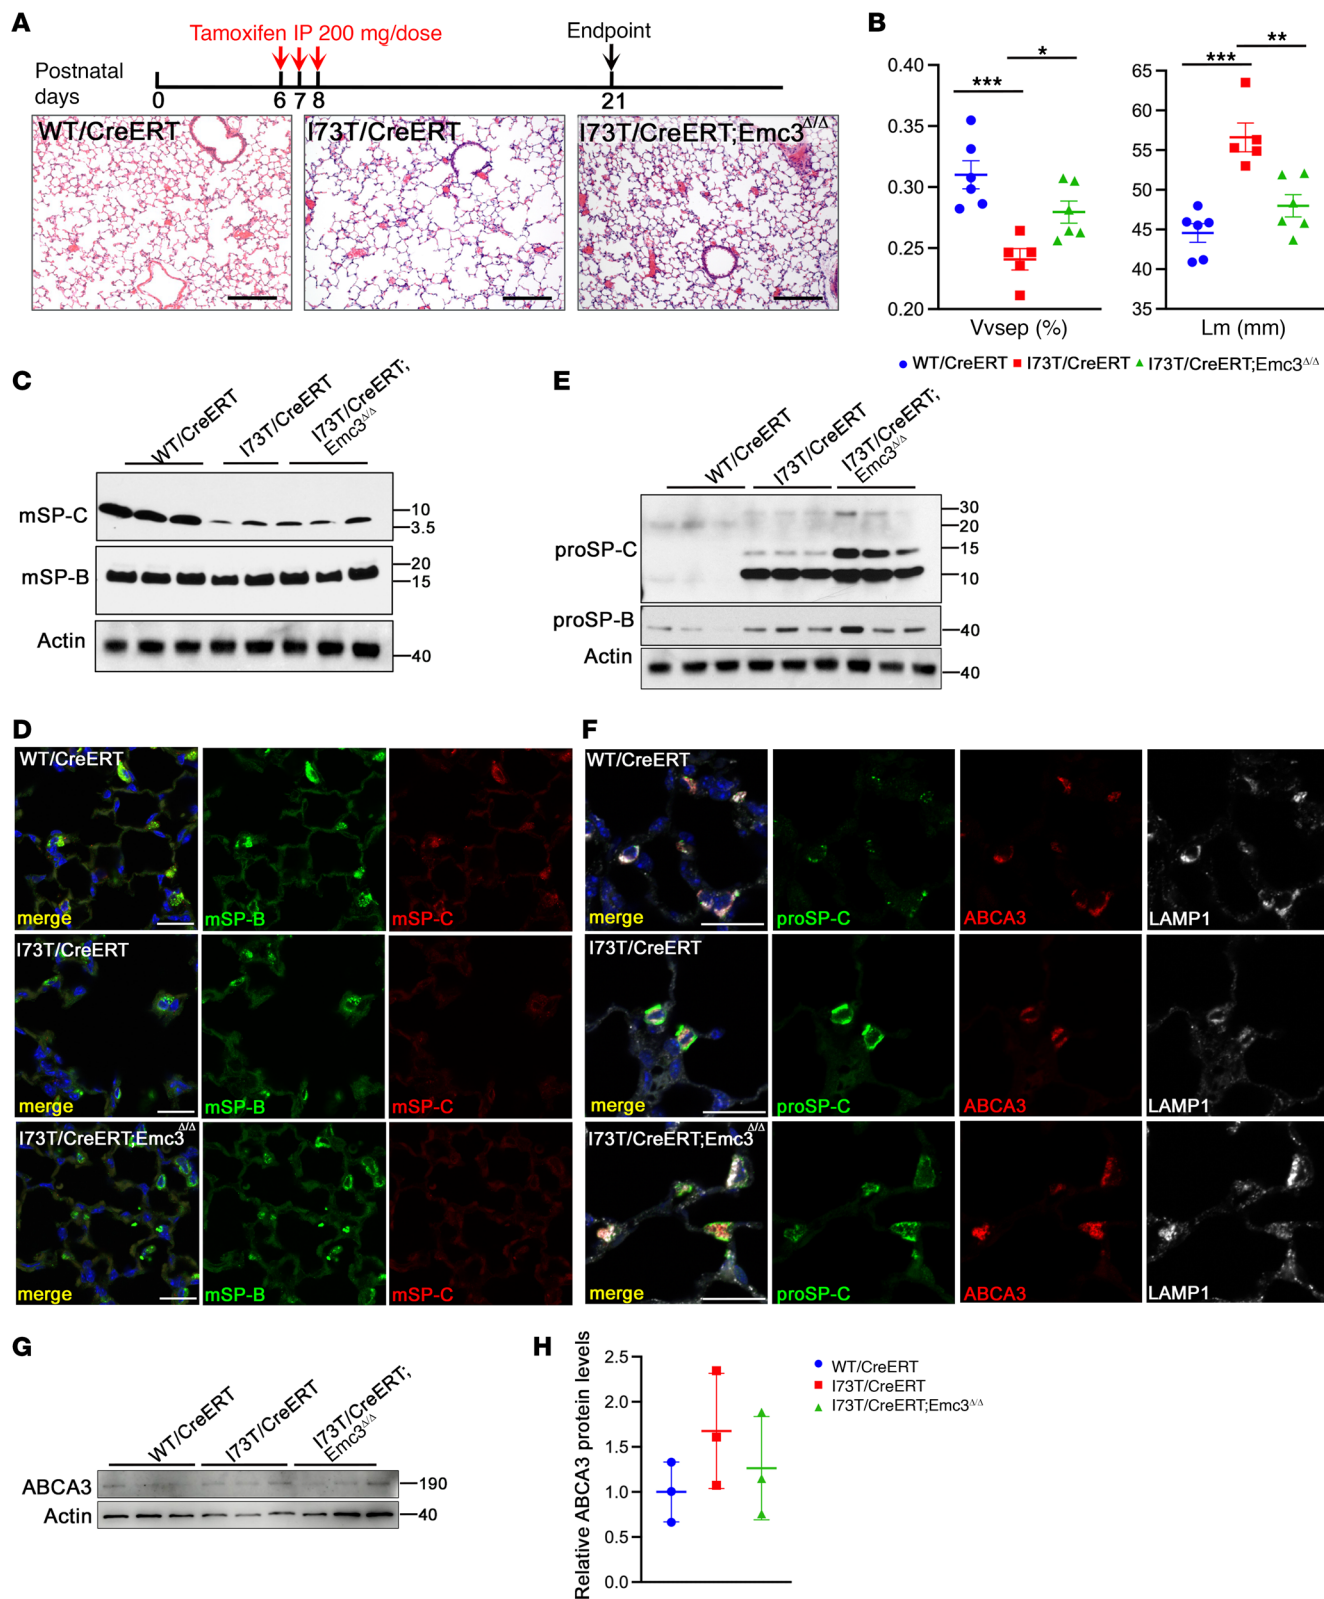 A
Tamoxifen IP 200 mg/dose
Endpoint
Postnatal
days
0
6 7 8
21
WT/CreERT
I73T/CreERT
I73T/CreERT;Emc3Δ/Δ
B
*
***
0.40
0.35
0.30
0.25
0.20
Vvsep (%)
**
***
65
60
55
50
45
40
35
Lm (mm)
WT/CreERT I73T/CreERT I73T/CreERT;Emc3Δ/Δ
C
WT/CreERT
I73T/CreERT
I73T/CreERT;
Emc3Δ/Δ
mSP-C
10
3.5
mSP-B
20
15
Actin
40
E
WT/CreERT
I73T/CreERT
I73T/CreERT;
Emc3Δ/Δ
proSP-C
30
20
15
10
proSP-B
40
Actin
40
D
WT/CreERT
merge
mSP-B
mSP-C
I73T/CreERT
merge
mSP-B
mSP-C
I73T/CreERT;Emc3Δ/Δ
merge
mSP-B
mSP-C
F
WT/CreERT
merge
proSP-C
ABCA3
LAMP1
I73T/CreERT
merge
proSP-C
ABCA3
LAMP1
I73T/CreERT;Emc3Δ/Δ
merge
proSP-C
ABCA3
LAMP1
G
WT/CreERT
I73T/CreERT
I73T/CreERT;
Emc3Δ/Δ
ABCA3
190
Actin
40
H
Relative ABCA3 protein levels
2.5
2.0
1.5
1.0
0.5
0.0
WT/CreERT
I73T/CreERT
I73T/CreERT;Emc3Δ/Δ